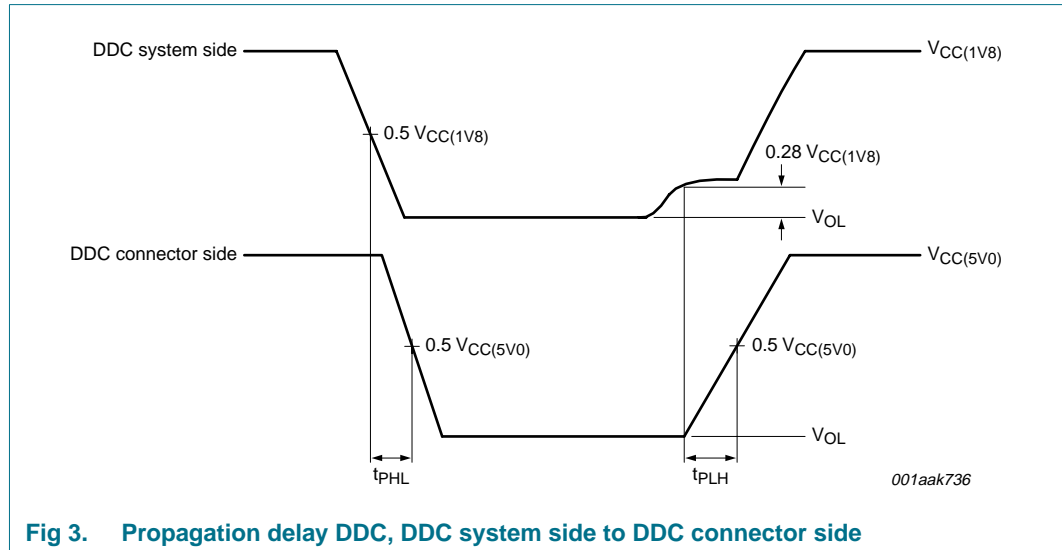 DDC system side
VCC(1V8)
0.5 VCC(1V8)
0.28 VCC(1V8)
VOL
DDC connector side
VCC(5V0)
0.5 VCC(5V0)
0.5 VCC(5V0)
VOL
tPHL
tPLH
001aak736
Fig 3. Propagation delay DDC, DDC system side to DDC connector side